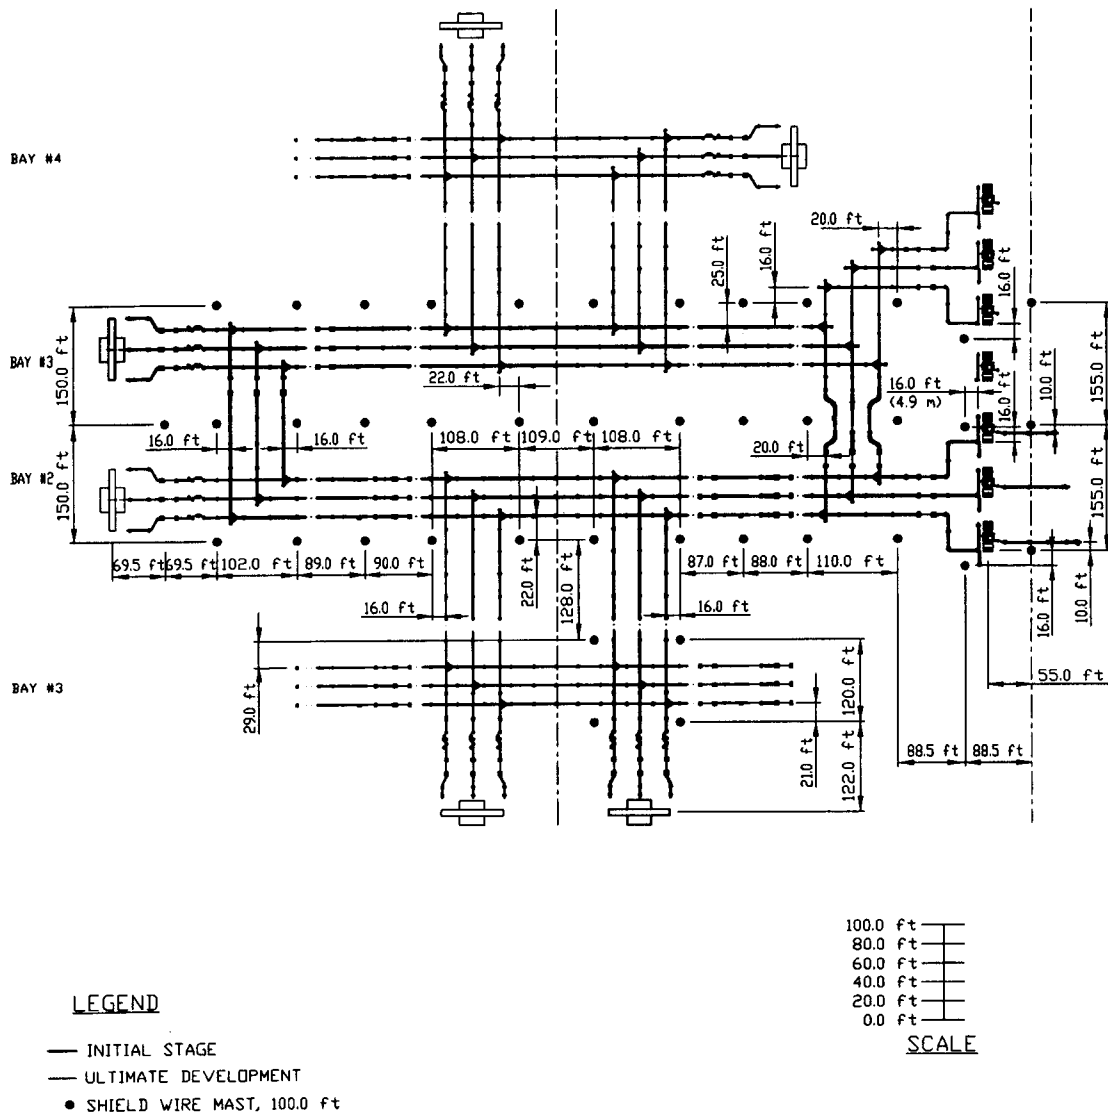 BAY #4
20.0 ft
16.0 ft
25.0 ft
16.0 ft
BAY #3
150.0 ft
22.0 ft
16.0 ft
(4.9 m)
16.0 ft
10.0 ft
155.0 ft
16.0 ft
16.0 ft
108.0 ft
109.0 ft
108.0 ft
20.0 ft
BAY #2
150.0 ft
155.0 ft
69.5 ft
69.5 ft
102.0 ft
89.0 ft
90.0 ft
22.0 ft
128.0 ft
87.0 ft
88.0 ft
110.0 ft
16.0 ft
16.0 ft
16.0 ft
10.0 ft
BAY #3
29.0 ft
120.0 ft
55.0 ft
21.0 ft
122.0 ft
88.5 ft
88.5 ft
100.0 ft
80.0 ft
60.0 ft
40.0 ft
20.0 ft
0.0 ft
SCALE
LEGEND
INITIAL STAGE
ULTIMATE DEVELOPMENT
SHIELD WIRE MAST, 100.0 ft